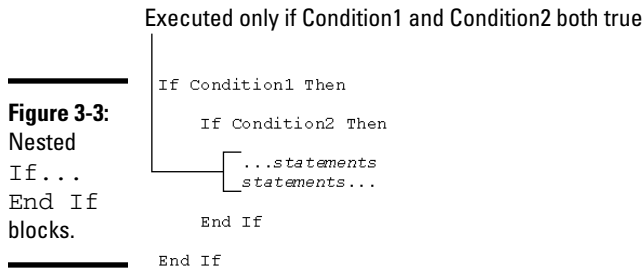 Executed only if Condition1 and Condition2 both true
If Condition1 Then
Figure 3-3:
Nested
If...
End If
blocks.
If Condition2 Then
...statements
statements...
End If
End If